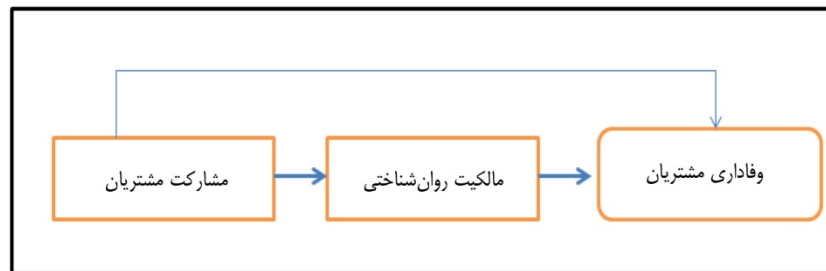 وفاداری مشتریان
مالکیت روان‌شناختی
مشارکت مشتریان